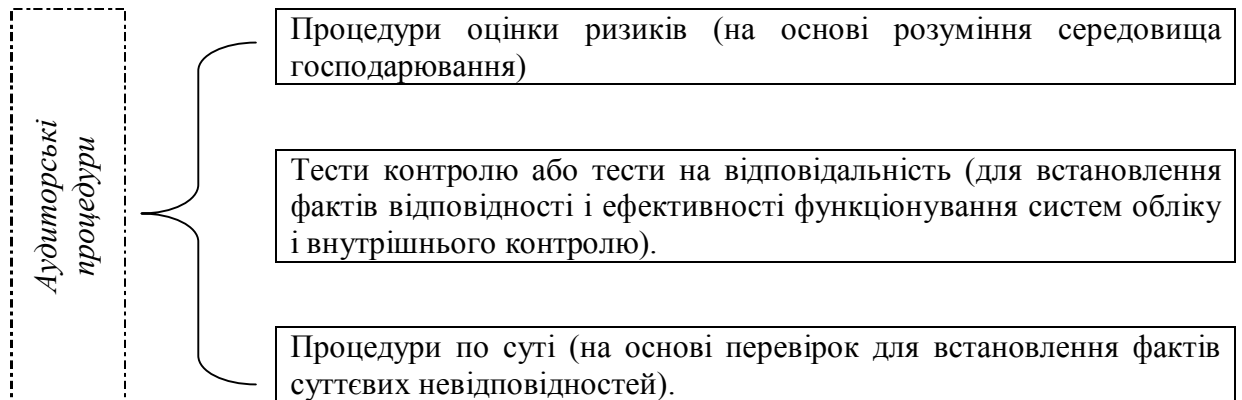 Аудиторські
процедури
Процедури оцінки ризиків (на основі розуміння середовища
господарювання)
Тести контролю або тести на відповідальність (для встановлення
фактів відповідності і ефективності функціонування систем обліку
і внутрішнього контролю).
Процедури по суті (на основі перевірок для встановлення фактів
суттєвих невідповідностей).